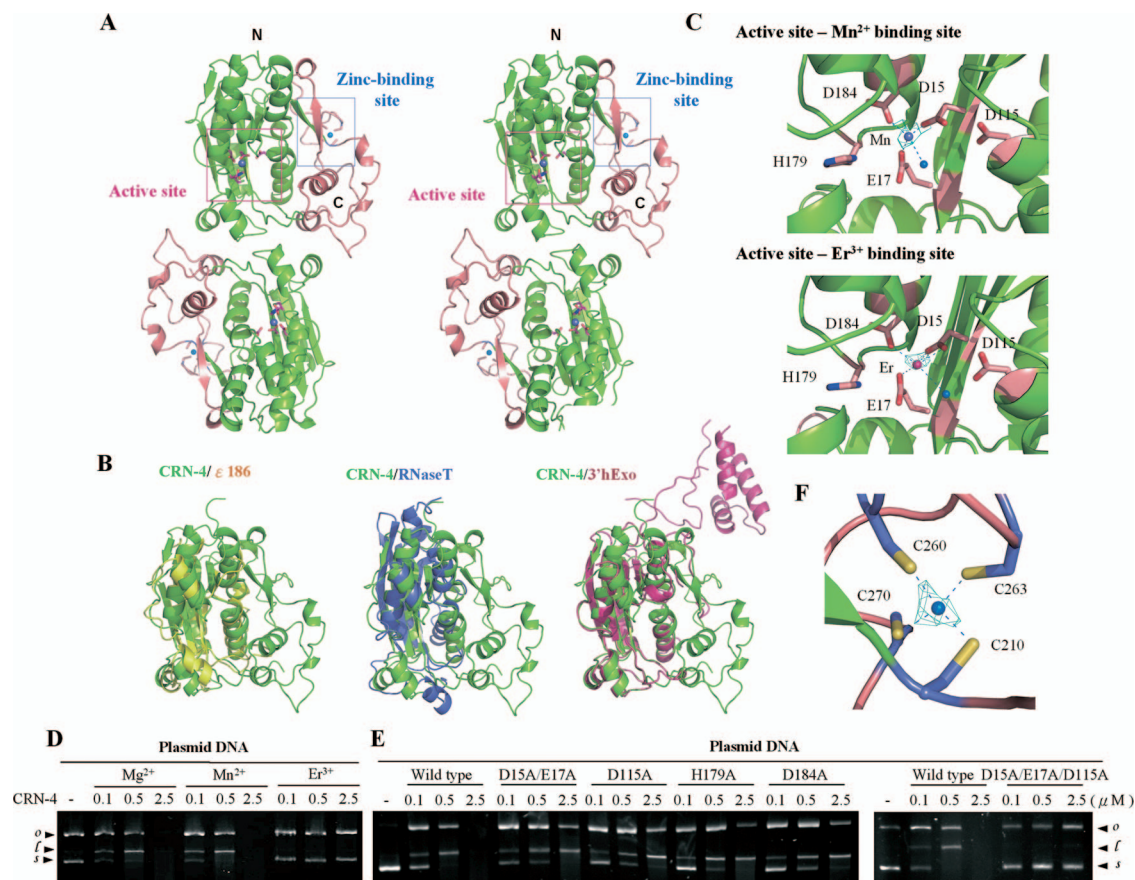 A
N
N
Zinc-binding site
Zinc-binding site
Active site
Active site
C
C
B
CRN-4/ ε 186
CRN-4/RNaseT
CRN-4/3'hExo
C
Active site – Mn²⁺ binding site
D184
D15
D115
Mn
H179
E17
Active site – Er³⁺ binding site
D184
D15
D115
Er
H179
E17
F
C260
C263
C270
C210
D
Plasmid DNA
Mg²⁺ Mn²⁺ Er³⁺
CRN-4 - 0.1 0.5 2.5 0.1 0.5 2.5 0.1 0.5 2.5
o
l
s
E
Plasmid DNA
Wild type D15A/E17A D115A H179A D184A Wild type D15A/E17A/D115A
- 0.1 0.5 2.5 0.1 0.5 2.5 0.1 0.5 2.5 0.1 0.5 2.5 0.1 0.5 2.5 - 0.1 0.5 2.5 0.1 0.5 2.5 (μM)
o
l
s